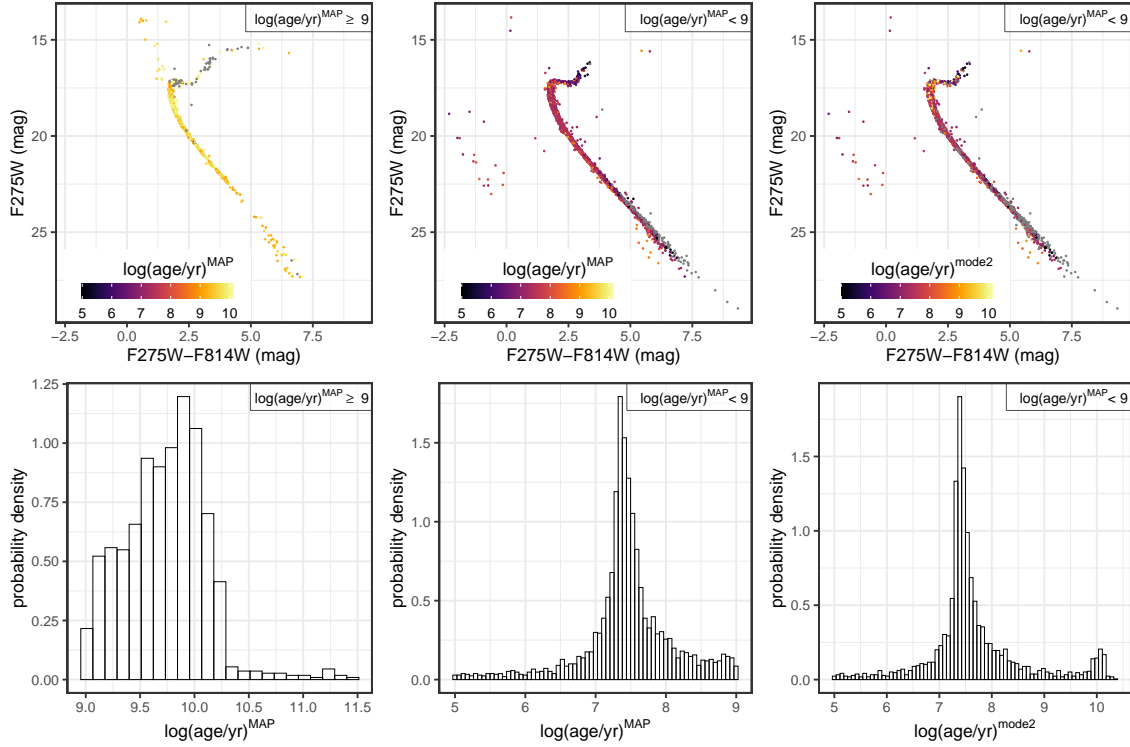 log(age/yr)^MAP ≥ 9
15
20
25
F275W (mag)
log(age/yr)^MAP
5 6 7 8 9 10
−2.5 0.0 2.5 5.0 7.5
F275W−F814W (mag)
log(age/yr)^MAP < 9
15
20
25
F275W (mag)
log(age/yr)^MAP
5 6 7 8 9 10
−2.5 0.0 2.5 5.0 7.5
F275W−F814W (mag)
log(age/yr)^MAP < 9
15
20
25
F275W (mag)
log(age/yr)^mode2
5 6 7 8 9 10
−2.5 0.0 2.5 5.0 7.5
F275W−F814W (mag)
log(age/yr)^MAP ≥ 9
1.25
1.00
0.75
0.50
0.25
0.00
probability density
9.0 9.5 10.0 10.5 11.0 11.5
log(age/yr)^MAP
log(age/yr)^MAP < 9
1.5
1.0
0.5
0.0
probability density
5 6 7 8 9
log(age/yr)^MAP
log(age/yr)^MAP < 9
1.5
1.0
0.5
0.0
probability density
5 6 7 8 9 10
log(age/yr)^mode2